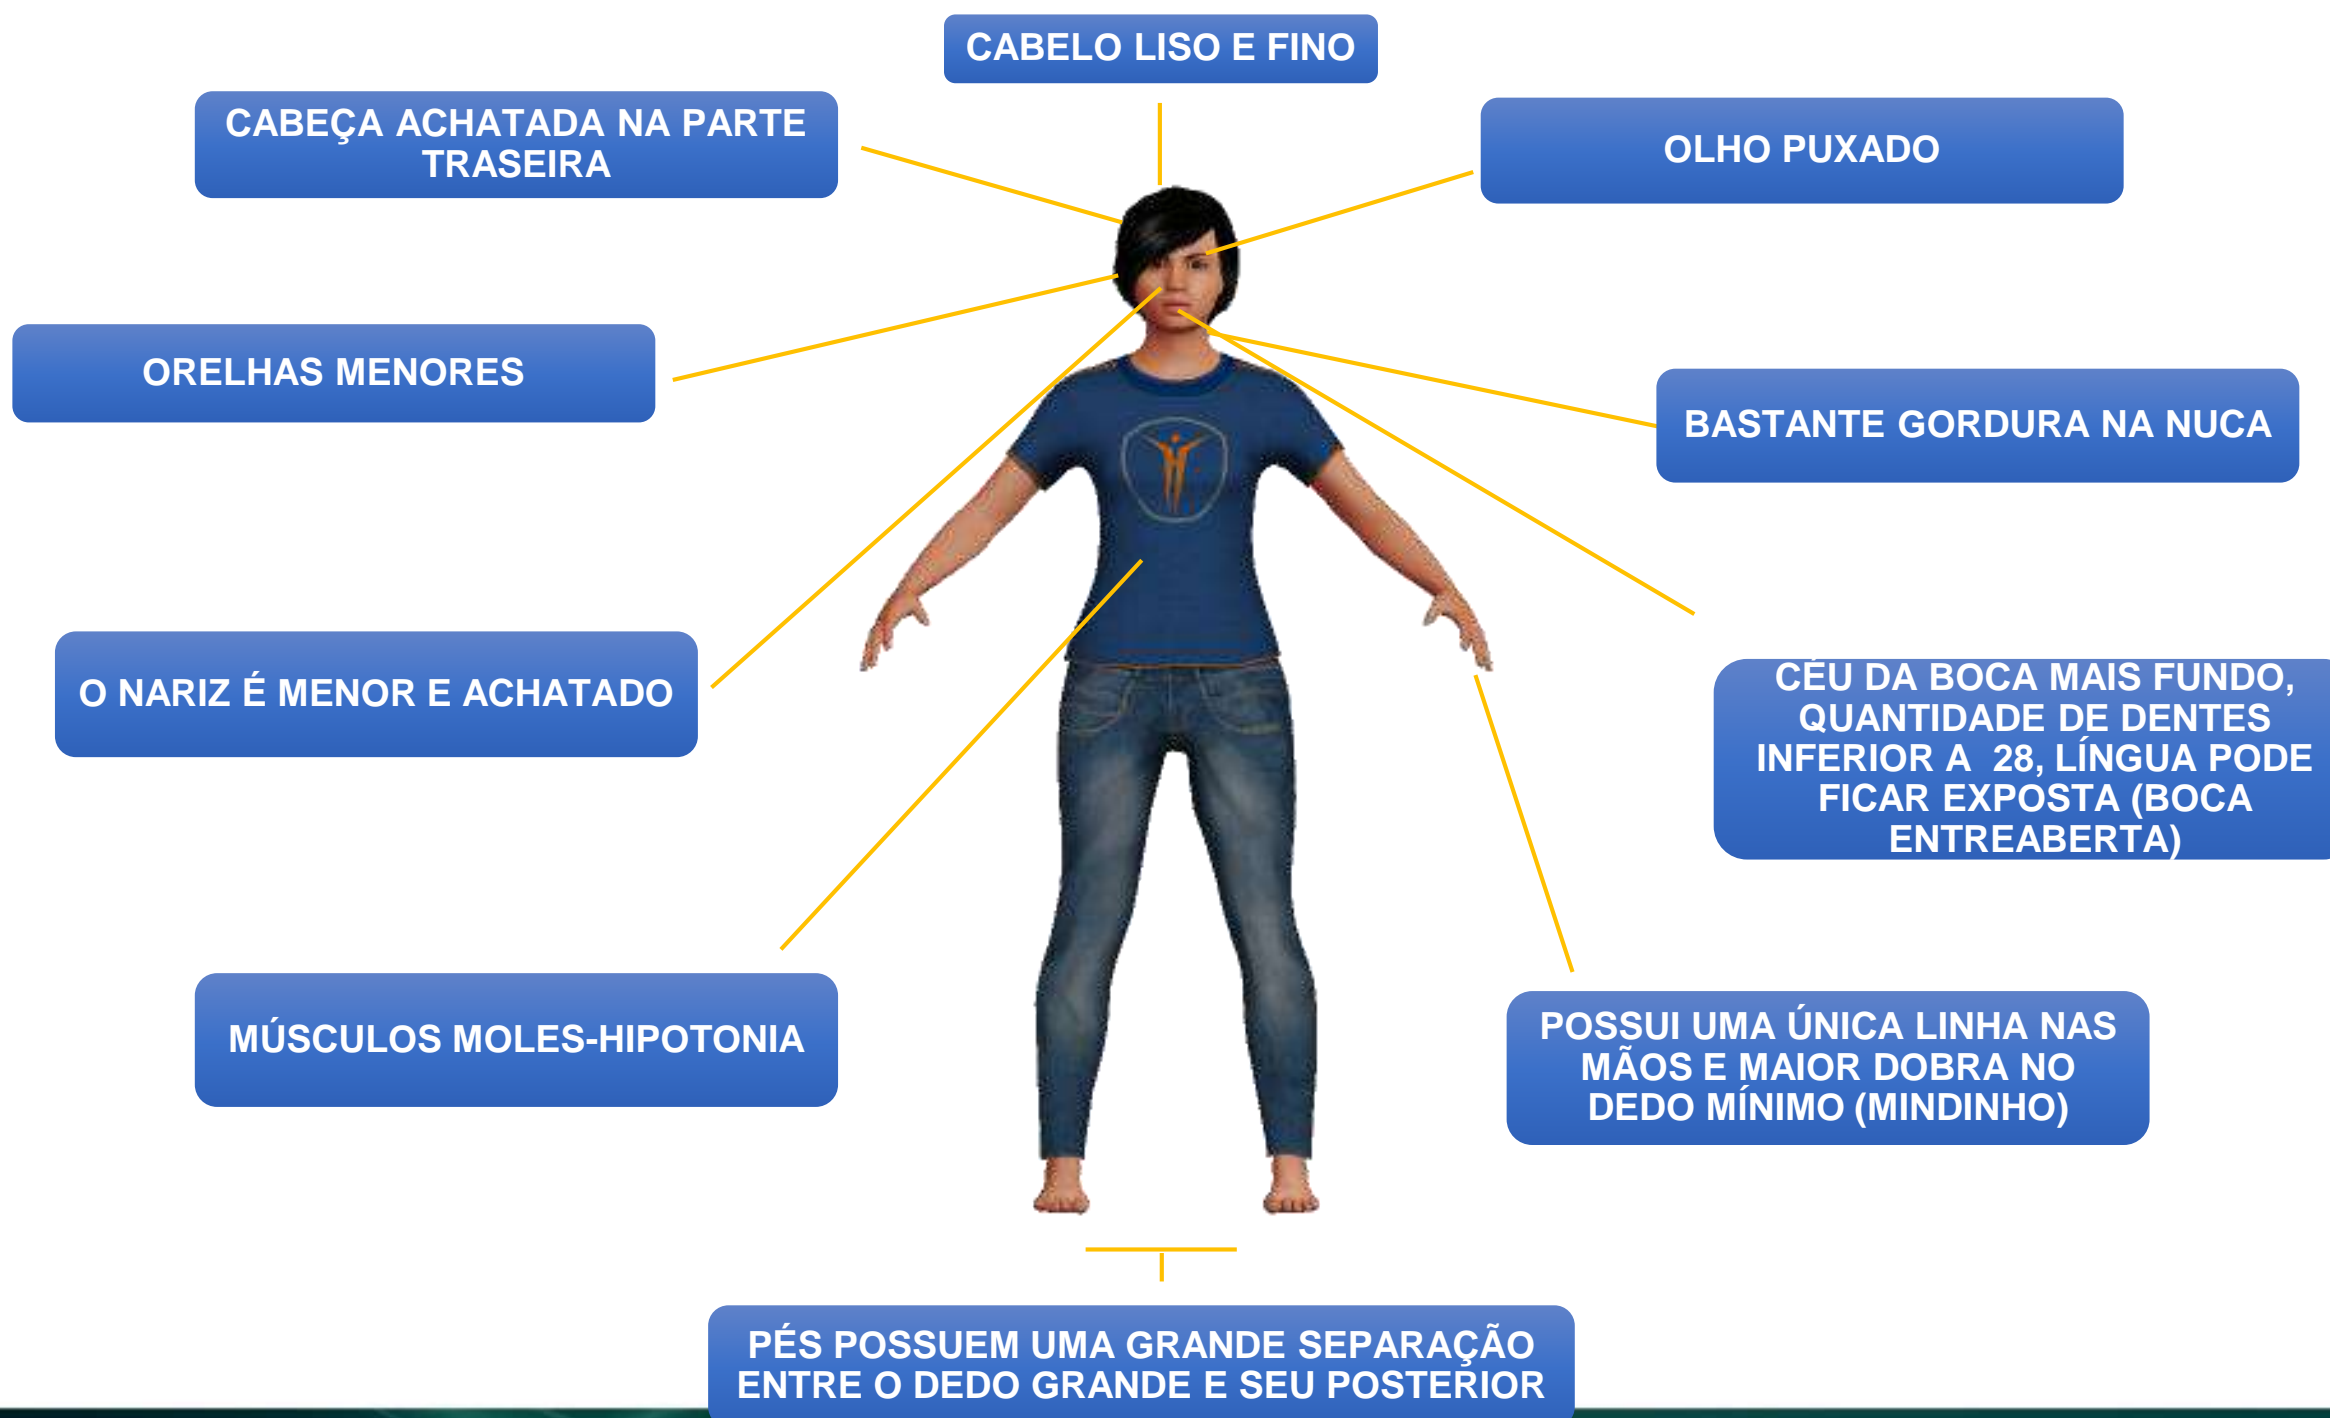 CABELO LISO E FINO
CABEÇA ACHATADA NA PARTE
TRASEIRA
OLHO PUXADO
ORELHAS MENORES
BASTANTE GORDURA NA NUCA
O NARIZ É MENOR E ACHATADO
CÉU DA BOCA MAIS FUNDO,
QUANTIDADE DE DENTES
INFERIOR A 28, LÍNGUA PODE
FICAR EXPOSTA (BOCA
ENTREABERTA)
MÚSCULOS MOLES-HIPOTONIA
POSSUI UMA ÚNICA LINHA NAS
MÃOS E MAIOR DOBRA NO
DEDO MÍNIMO (MINDINHO)
PÉS POSSUEM UMA GRANDE SEPARAÇÃO
ENTRE O DEDO GRANDE E SEU POSTERIOR